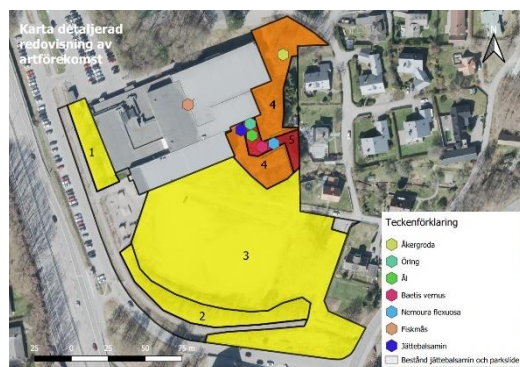 Karta detaljerad
redovisning av
artförekomst
N
1
4
5
4
3
2
25 0 25 50 75 m
Teckenförklaring
Åkergroda
Öring
Ål
Baetis vernus
Nemoura flexuosa
Fiskmås
Jättebalsamin
Bestånd jättebalsamin och parkslide